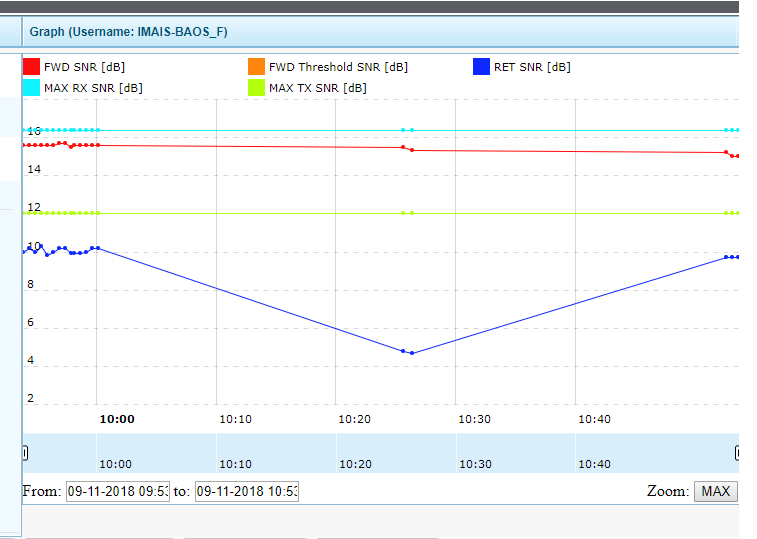 Graph (Username: IMAIS-BAOS_F)
FWD SNR [dB] FWD Threshold SNR [dB] RET SNR [dB]
MAX RX SNR [dB] MAX TX SNR [dB]
16
14
12
10
8
6
4
2
10:00 10:10 10:20 10:30 10:40
10:00 10:10 10:20 10:30 10:40
From: 09-11-2018 09:53 to: 09-11-2018 10:53 Zoom: MAX